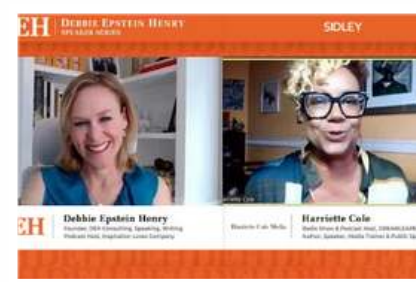 EH DEBBIE EPSTEIN HENRY
SPEAKER SERIES
SIDLEY
EH Debbie Epstein Henry
Founder, DEH Consulting, Speaking, Writing
Podcast Host, Inspiration Loves Company
Harriette Cole Media
Harriette Cole
Radio Show & Podcast Host,
Author, Speaker, Media Trainer & Public Sp